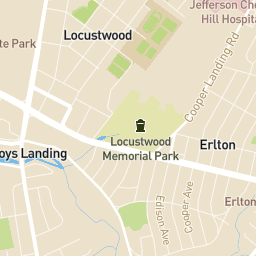 Jefferson Che
Hill Hospita
Locustwood
te Park
Cooper Landing Rd
Locustwood
Memorial Park
Erlton
oys Landing
Edison Ave
Cooper Ave
Erlton